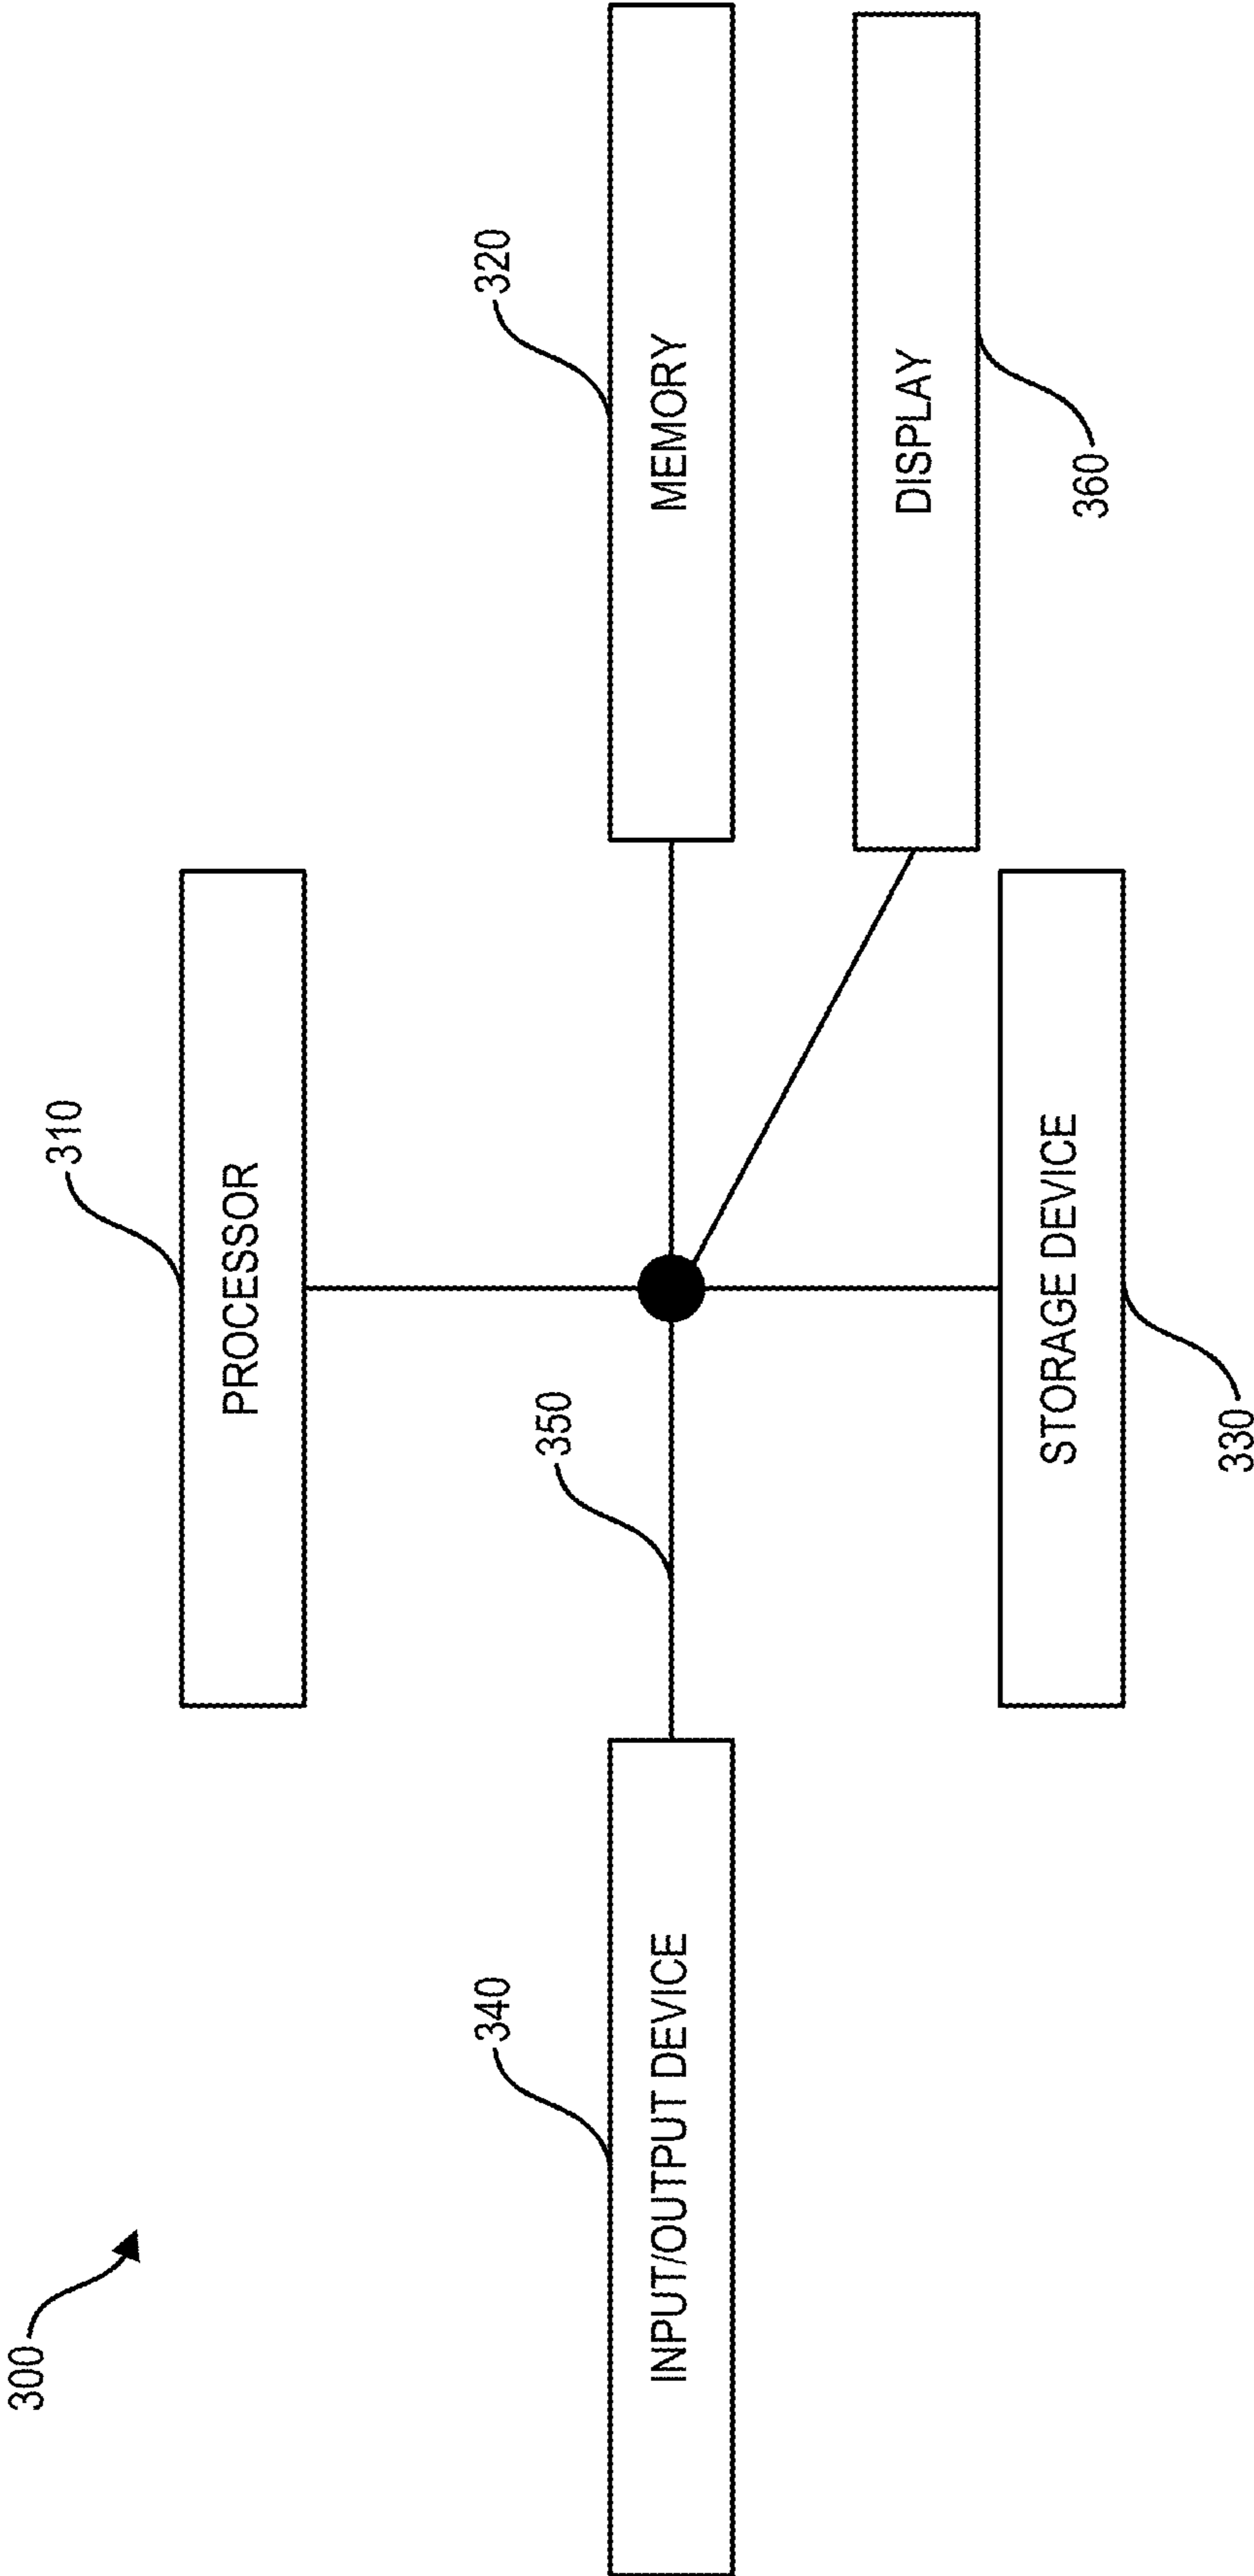 300
310
PROCESSOR
340
350
320
INPUT/OUTPUT DEVICE
MEMORY
DISPLAY
360
STORAGE DEVICE
330